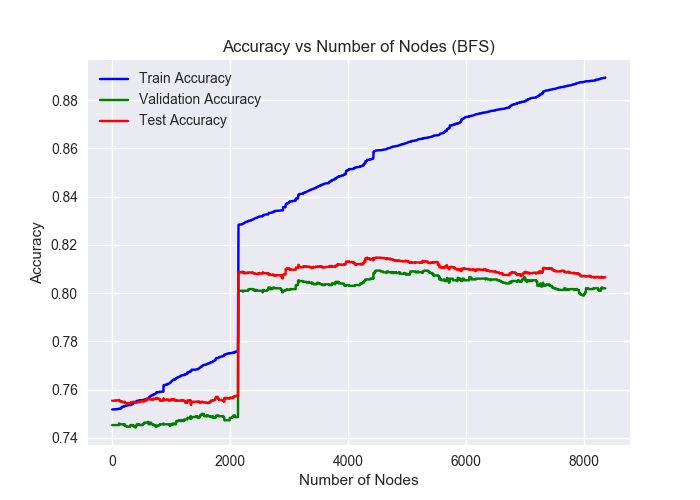 Accuracy vs Number of Nodes (BFS)
Train Accuracy
Validation Accuracy
Test Accuracy
0.88
0.86
0.84
0.82
0.80
0.78
0.76
0.74
Accuracy
0 2000 4000 6000 8000
Number of Nodes